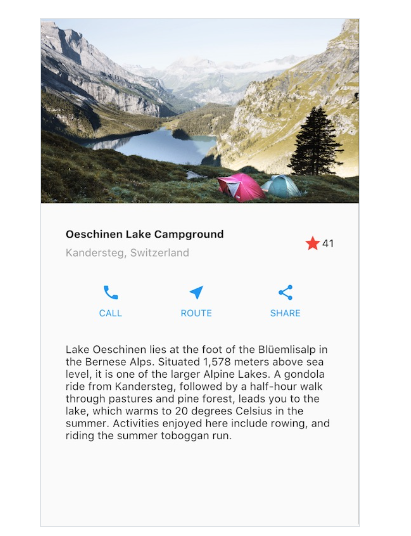 Oeschinen Lake Campground
Kandersteg, Switzerland
41
CALL
ROUTE
SHARE
Lake Oeschinen lies at the foot of the Blüemlisalp in
the Bernese Alps. Situated 1,578 meters above sea
level, it is one of the larger Alpine Lakes. A gondola
ride from Kandersteg, followed by a half-hour walk
through pastures and pine forest, leads you to the
lake, which warms to 20 degrees Celsius in the
summer. Activities enjoyed here include rowing, and
riding the summer toboggan run.